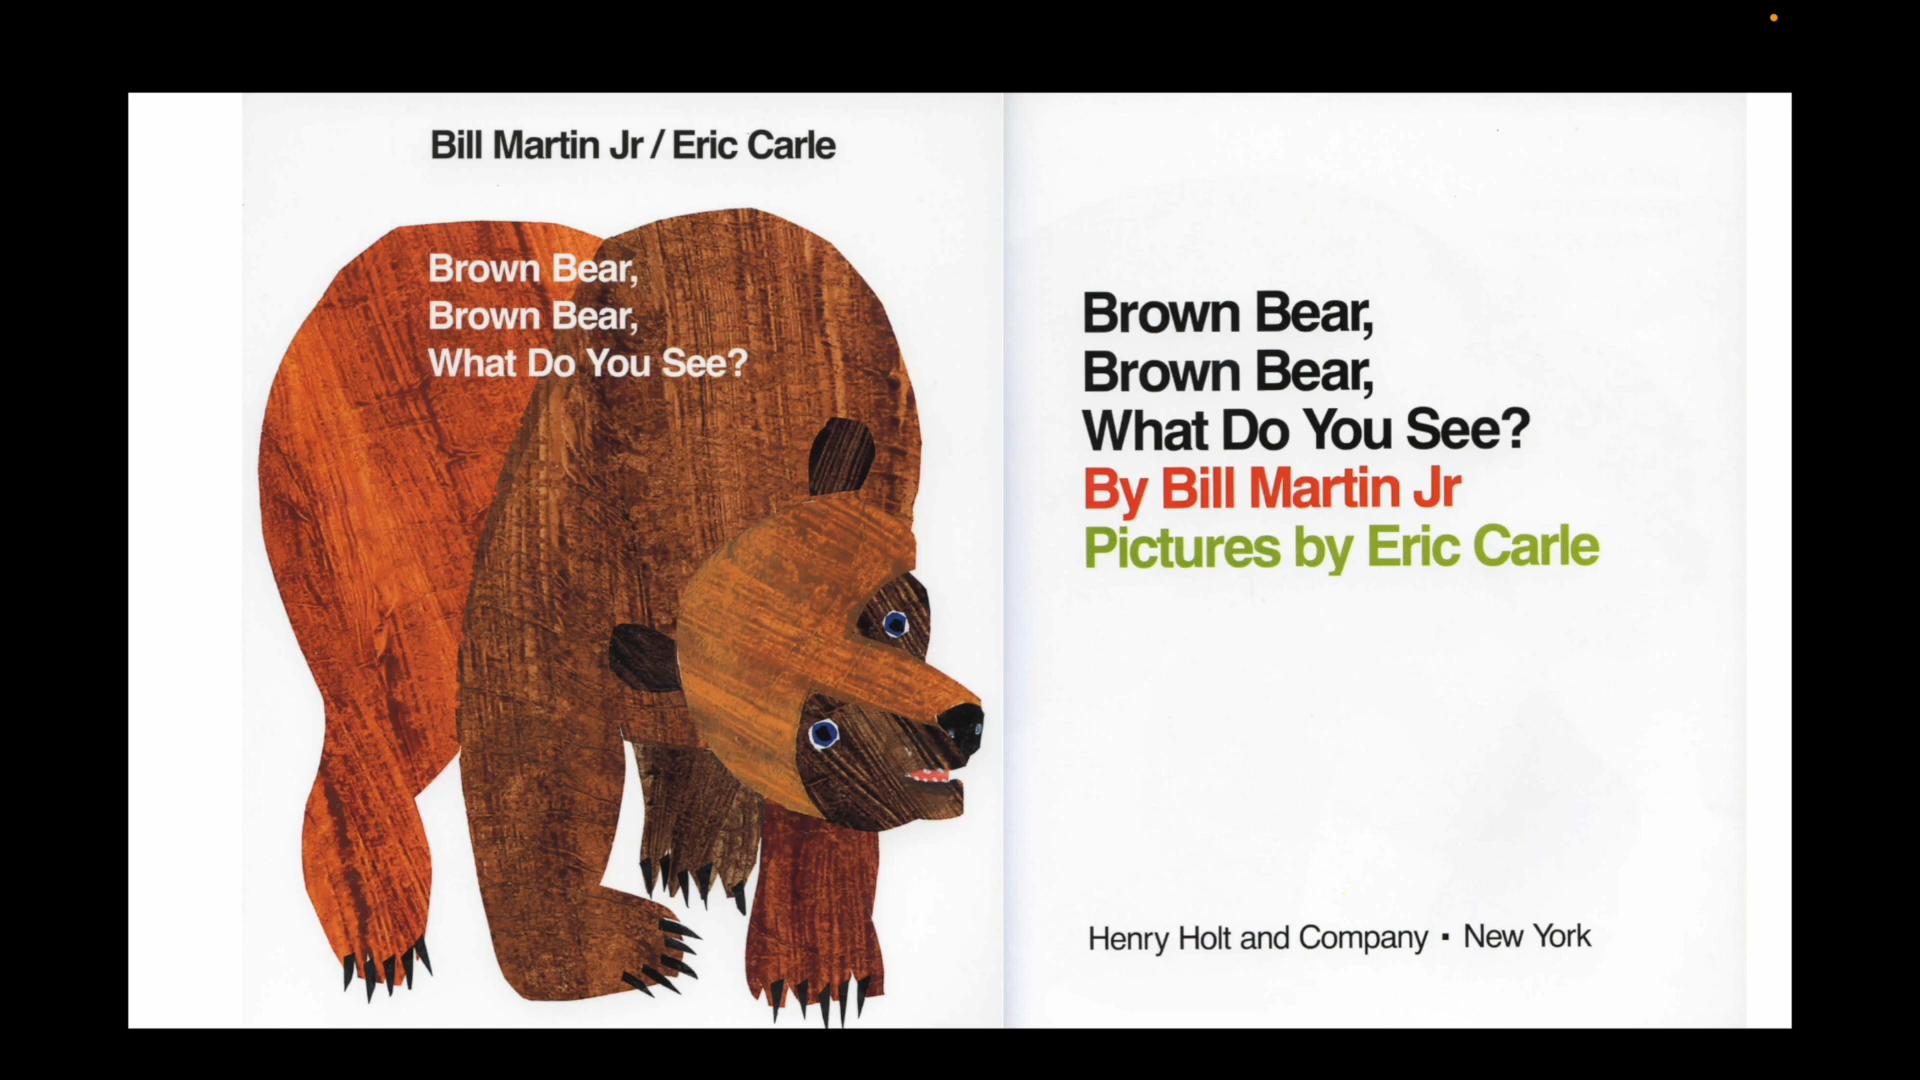 Bill Martin Jr / Eric Carle
Brown Bear,
Brown Bear,
What Do You See?
Brown Bear,
Brown Bear,
What Do You See?
By Bill Martin Jr
Pictures by Eric Carle
Henry Holt and Company ▪ New York